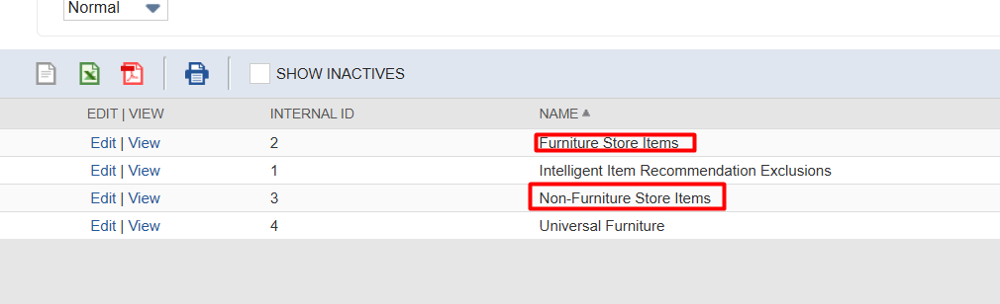 Normal
SHOW INACTIVES
EDIT | VIEW INTERNAL ID NAME
Edit | View 2 Furniture Store Items
Edit | View 1 Intelligent Item Recommendation Exclusions
Edit | View 3 Non-Furniture Store Items
Edit | View 4 Universal Furniture